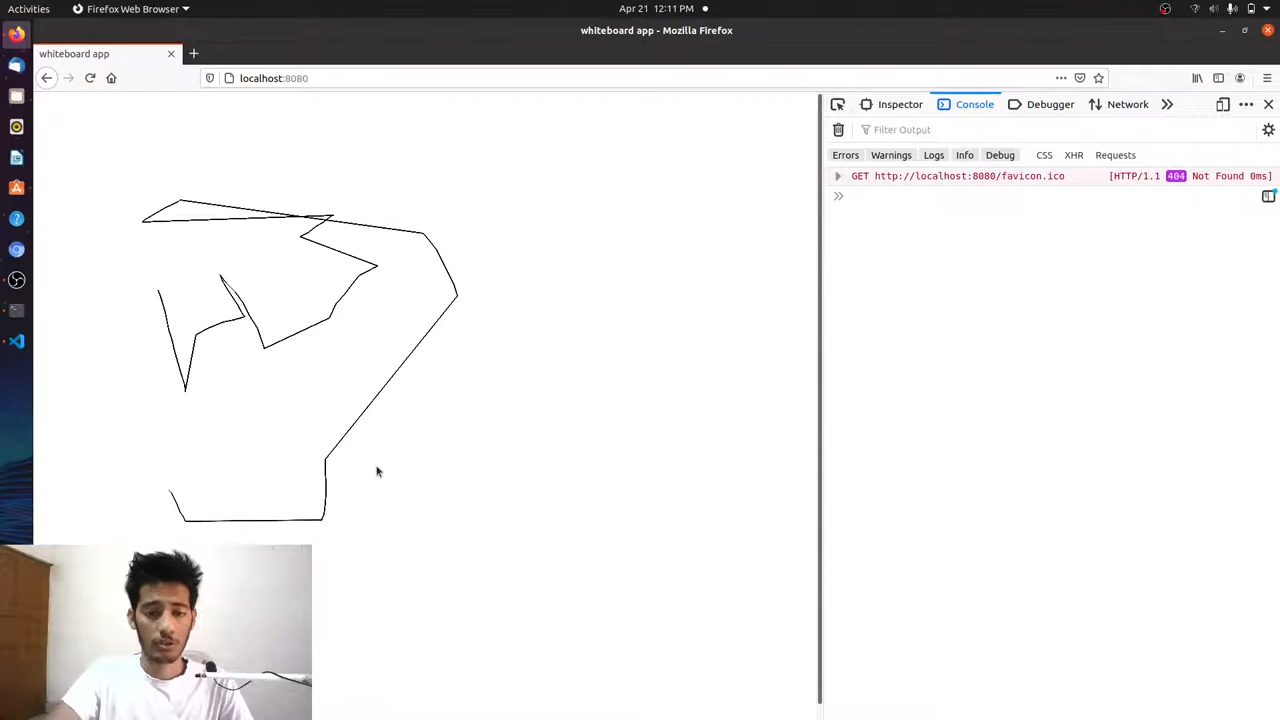 Activities Firefox Web Browser Apr 21 12:11 PM
whiteboard app - Mozilla Firefox
whiteboard app
localhost:8080
Inspector Console Debugger Network
Filter Output
Errors Warnings Logs Info Debug CSS XHR Requests
GET http://localhost:8080/favicon.ico [HTTP/1.1 404 Not Found 0ms]